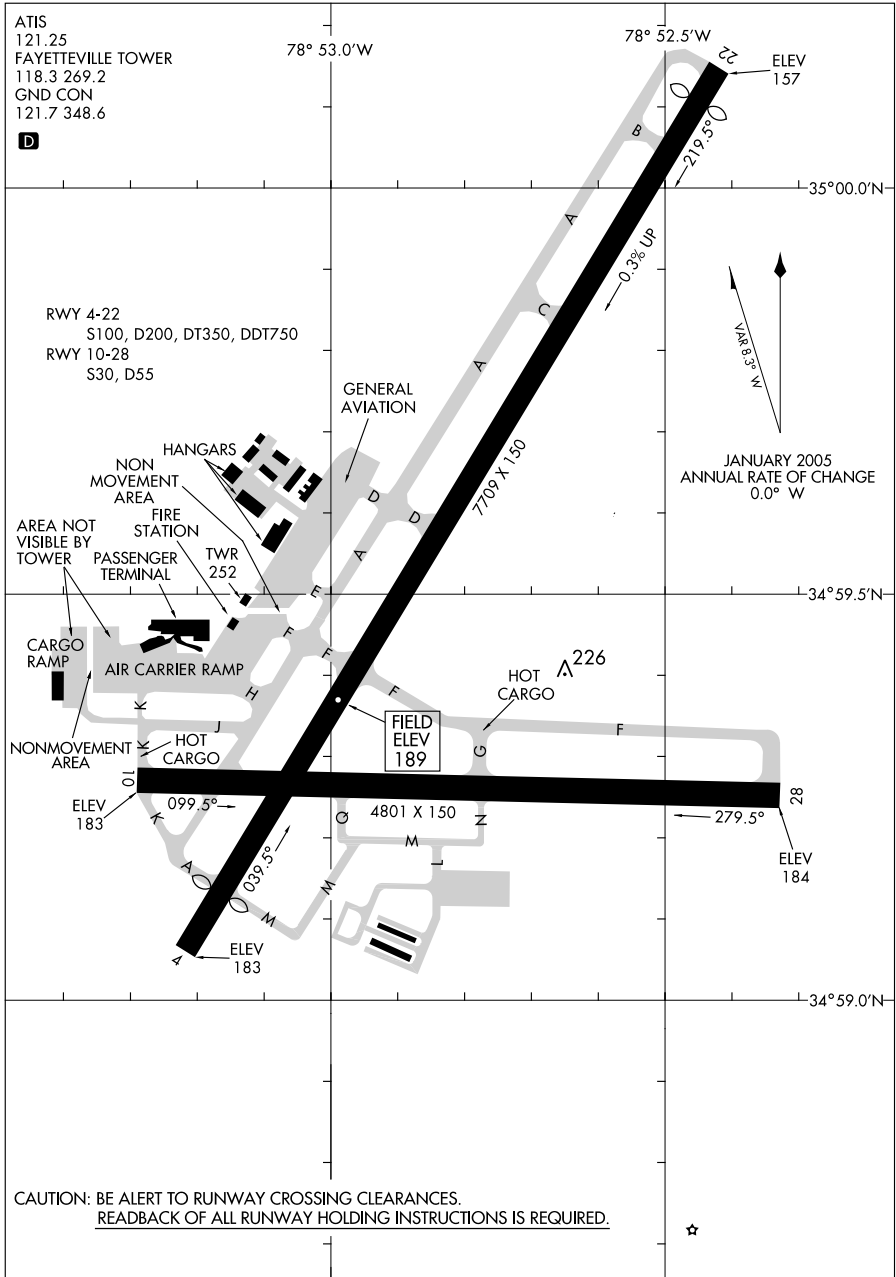 ATIS
121.25
FAYETTEVILLE TOWER
118.3 269.2
GND CON
121.7 348.6
D
78° 53.0'W
78° 52.5'W
22
ELEV
157
B
219.5°
35°00.0'N
A
0.3% UP
VAR 8.3° W
C
RWY 4-22
S100, D200, DT350, DDT750
RWY 10-28
S30, D55
A
GENERAL
AVIATION
JANUARY 2005
ANNUAL RATE OF CHANGE
0.0° W
HANGARS
NON
MOVEMENT
AREA
7709 X 150
D
D
FIRE
STATION
AREA NOT
VISIBLE BY
TOWER
PASSENGER
TERMINAL
TWR
252
A
E
34°59.5'N
F
F
CARGO
RAMP
AIR CARRIER RAMP
226
HOT
CARGO
H
F
K
J
F
FIELD
ELEV
189
NONMOVEMENT
AREA
K
HOT
CARGO
G
10
28
ELEV
183
099.5°
4801 X 150
279.5°
K
Q
N
M
ELEV
184
A
039.5°
L
M
M
ELEV
183
4
34°59.0'N
CAUTION: BE ALERT TO RUNWAY CROSSING CLEARANCES.
READBACK OF ALL RUNWAY HOLDING INSTRUCTIONS IS REQUIRED.